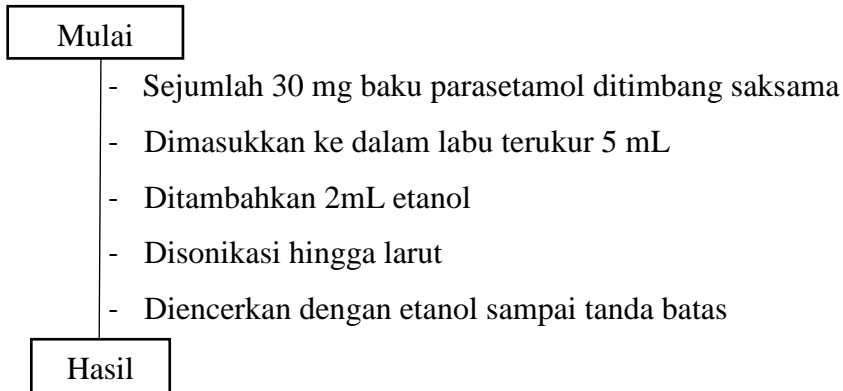 Mulai
- Sejumlah 30 mg baku parasetamol ditimbang saksama
- Dimasukkan ke dalam labu terukur 5 mL
- Ditambahkan 2mL etanol
- Disonikasi hingga larut
- Diencerkan dengan etanol sampai tanda batas
Hasil